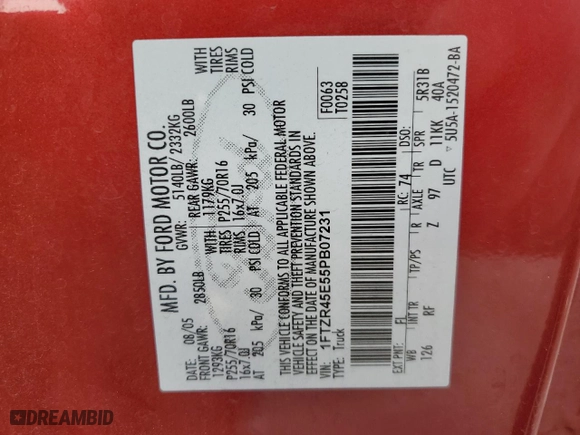 MFD. BY FORD MOTOR CO.
DATE: 08/05 GVWR: 5140LB/ 2332KG
FRONT GAWR: 2850LB REAR GAWR: 2600LB
1293KG WITH 1179KG WITH
P255/70R16 TIRES P255/70R16 TIRES
16x7.0J RIMS 16x7.0J RIMS
AT 205 kPa/ 30 PSI COLD AT 205 kPa/ 30 PSI COLD
THIS VEHICLE CONFORMS TO ALL APPLICABLE FEDERAL MOTOR
VEHICLE SAFETY AND THEFT PREVENTION STANDARDS IN
EFFECT ON THE DATE OF MANUFACTURE SHOWN ABOVE.
VIN: 1FTZR45E55PB07231 F0063
TYPE: Truck T0258
EXT PNT: FL RC: 74 DSO:
WB INT TR TP/PS R AXLE TR SPR 5R31B
126 RF Z 97 D 11KK 40A
UTC ▽5U5A-1520472-BA
DREAMBID